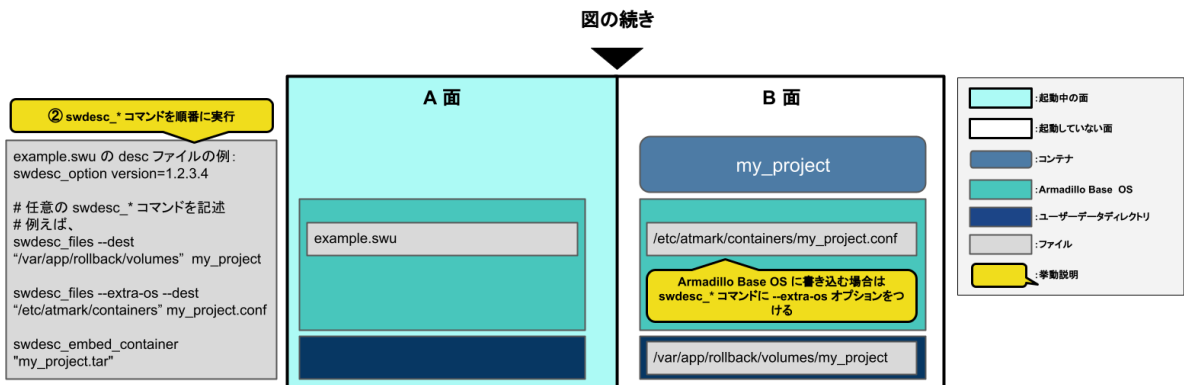 図の続き
A 面
B 面
② swdesc_* コマンドを順番に実行
example.swu の desc ファイルの例:
swdesc_option version=1.2.3.4
# 任意の swdesc_* コマンドを記述
# 例えば、
swdesc_files --dest
“/var/app/rollback/volumes” my_project
swdesc_files --extra-os --dest
“/etc/atmark/containers” my_project.conf
swdesc_embed_container
"my_project.tar"
example.swu
my_project
/etc/atmark/containers/my_project.conf
Armadillo Base OS に書き込む場合は
swdesc_* コマンドに --extra-os オプションをつ
ける
/var/app/rollback/volumes/my_project
:起動中の面
:起動していない面
:コンテナ
:Armadillo Base OS
:ユーザーデータディレクトリ
:ファイル
:挙動説明